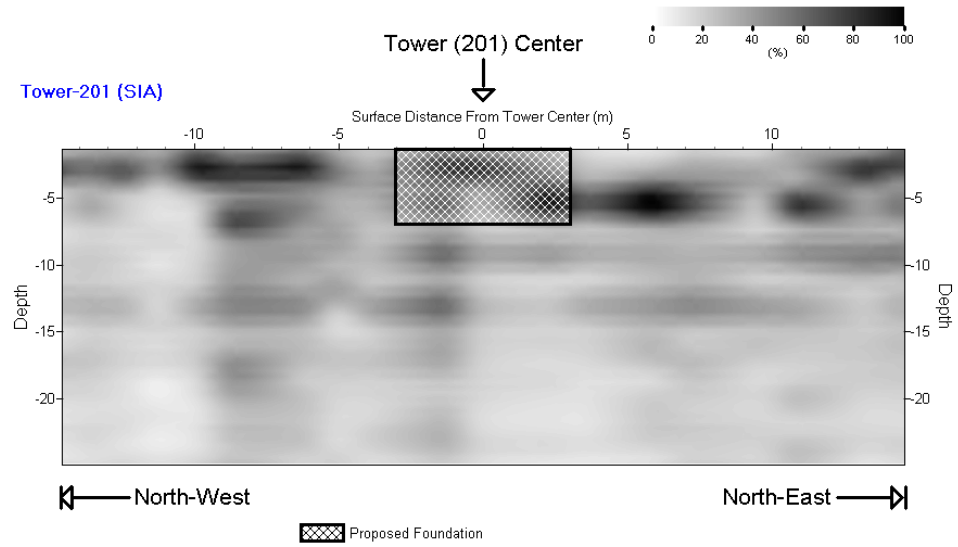 0 20 40 60 80 100
(%)
Tower (201) Center
Tower-201 (SIA)
Surface Distance From Tower Center (m)
-10 -5 0 5 10
-5 -5
-10 -10
-15 -15
-20 -20
Depth
Depth
North-West
North-East
Proposed Foundation